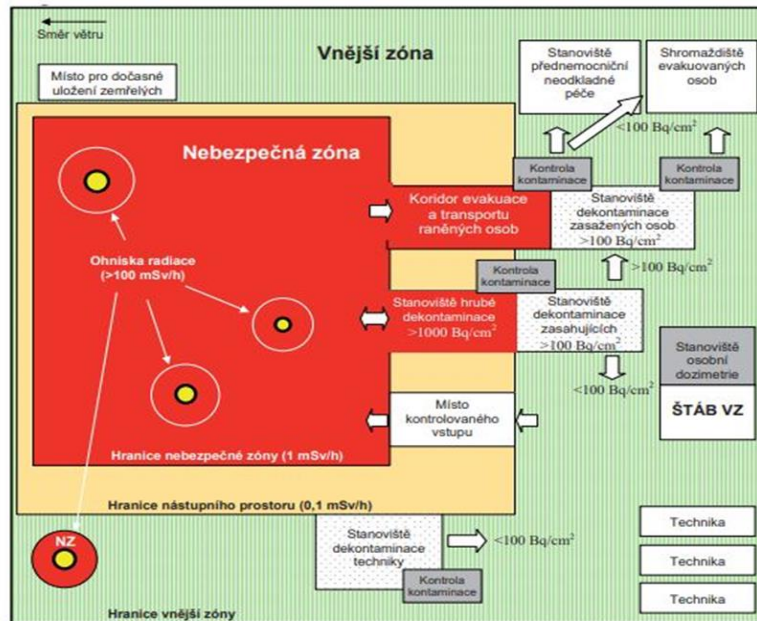 Směr větru
Vnější zóna
Místo pro dočasné
uložení zemřelých
Stanoviště
přednemocniční
neodkladné
péče
Shromaždiště
evakuovaných
osob
<100 Bq/cm²
Nebezpečná zóna
Kontrola
kontaminace
Kontrola
kontaminace
Koridor evakuace
a transportu
raněných osob
Stanoviště
dekontaminace
zasažených osob
>100 Bq/cm²
Ohniska radiace
(>100 mSv/h)
Kontrola
kontaminace
>100 Bq/cm²
Stanoviště hrubé
dekontaminace
>1000 Bq/cm²
Stanoviště
dekontaminace
zasahujících
>100 Bq/cm²
Stanoviště
osobní
dozimetrie
<100 Bq/cm²
ŠTÁB VZ
Místo
kontrolovaného
vstupu
Hranice nebezpečné zóny (1 mSv/h)
Hranice nástupního prostoru (0,1 mSv/h)
NZ
Stanoviště
dekontaminace
techniky
<100 Bq/cm²
Kontrola
kontaminace
Technika
Technika
Technika
Hranice vnější zóny